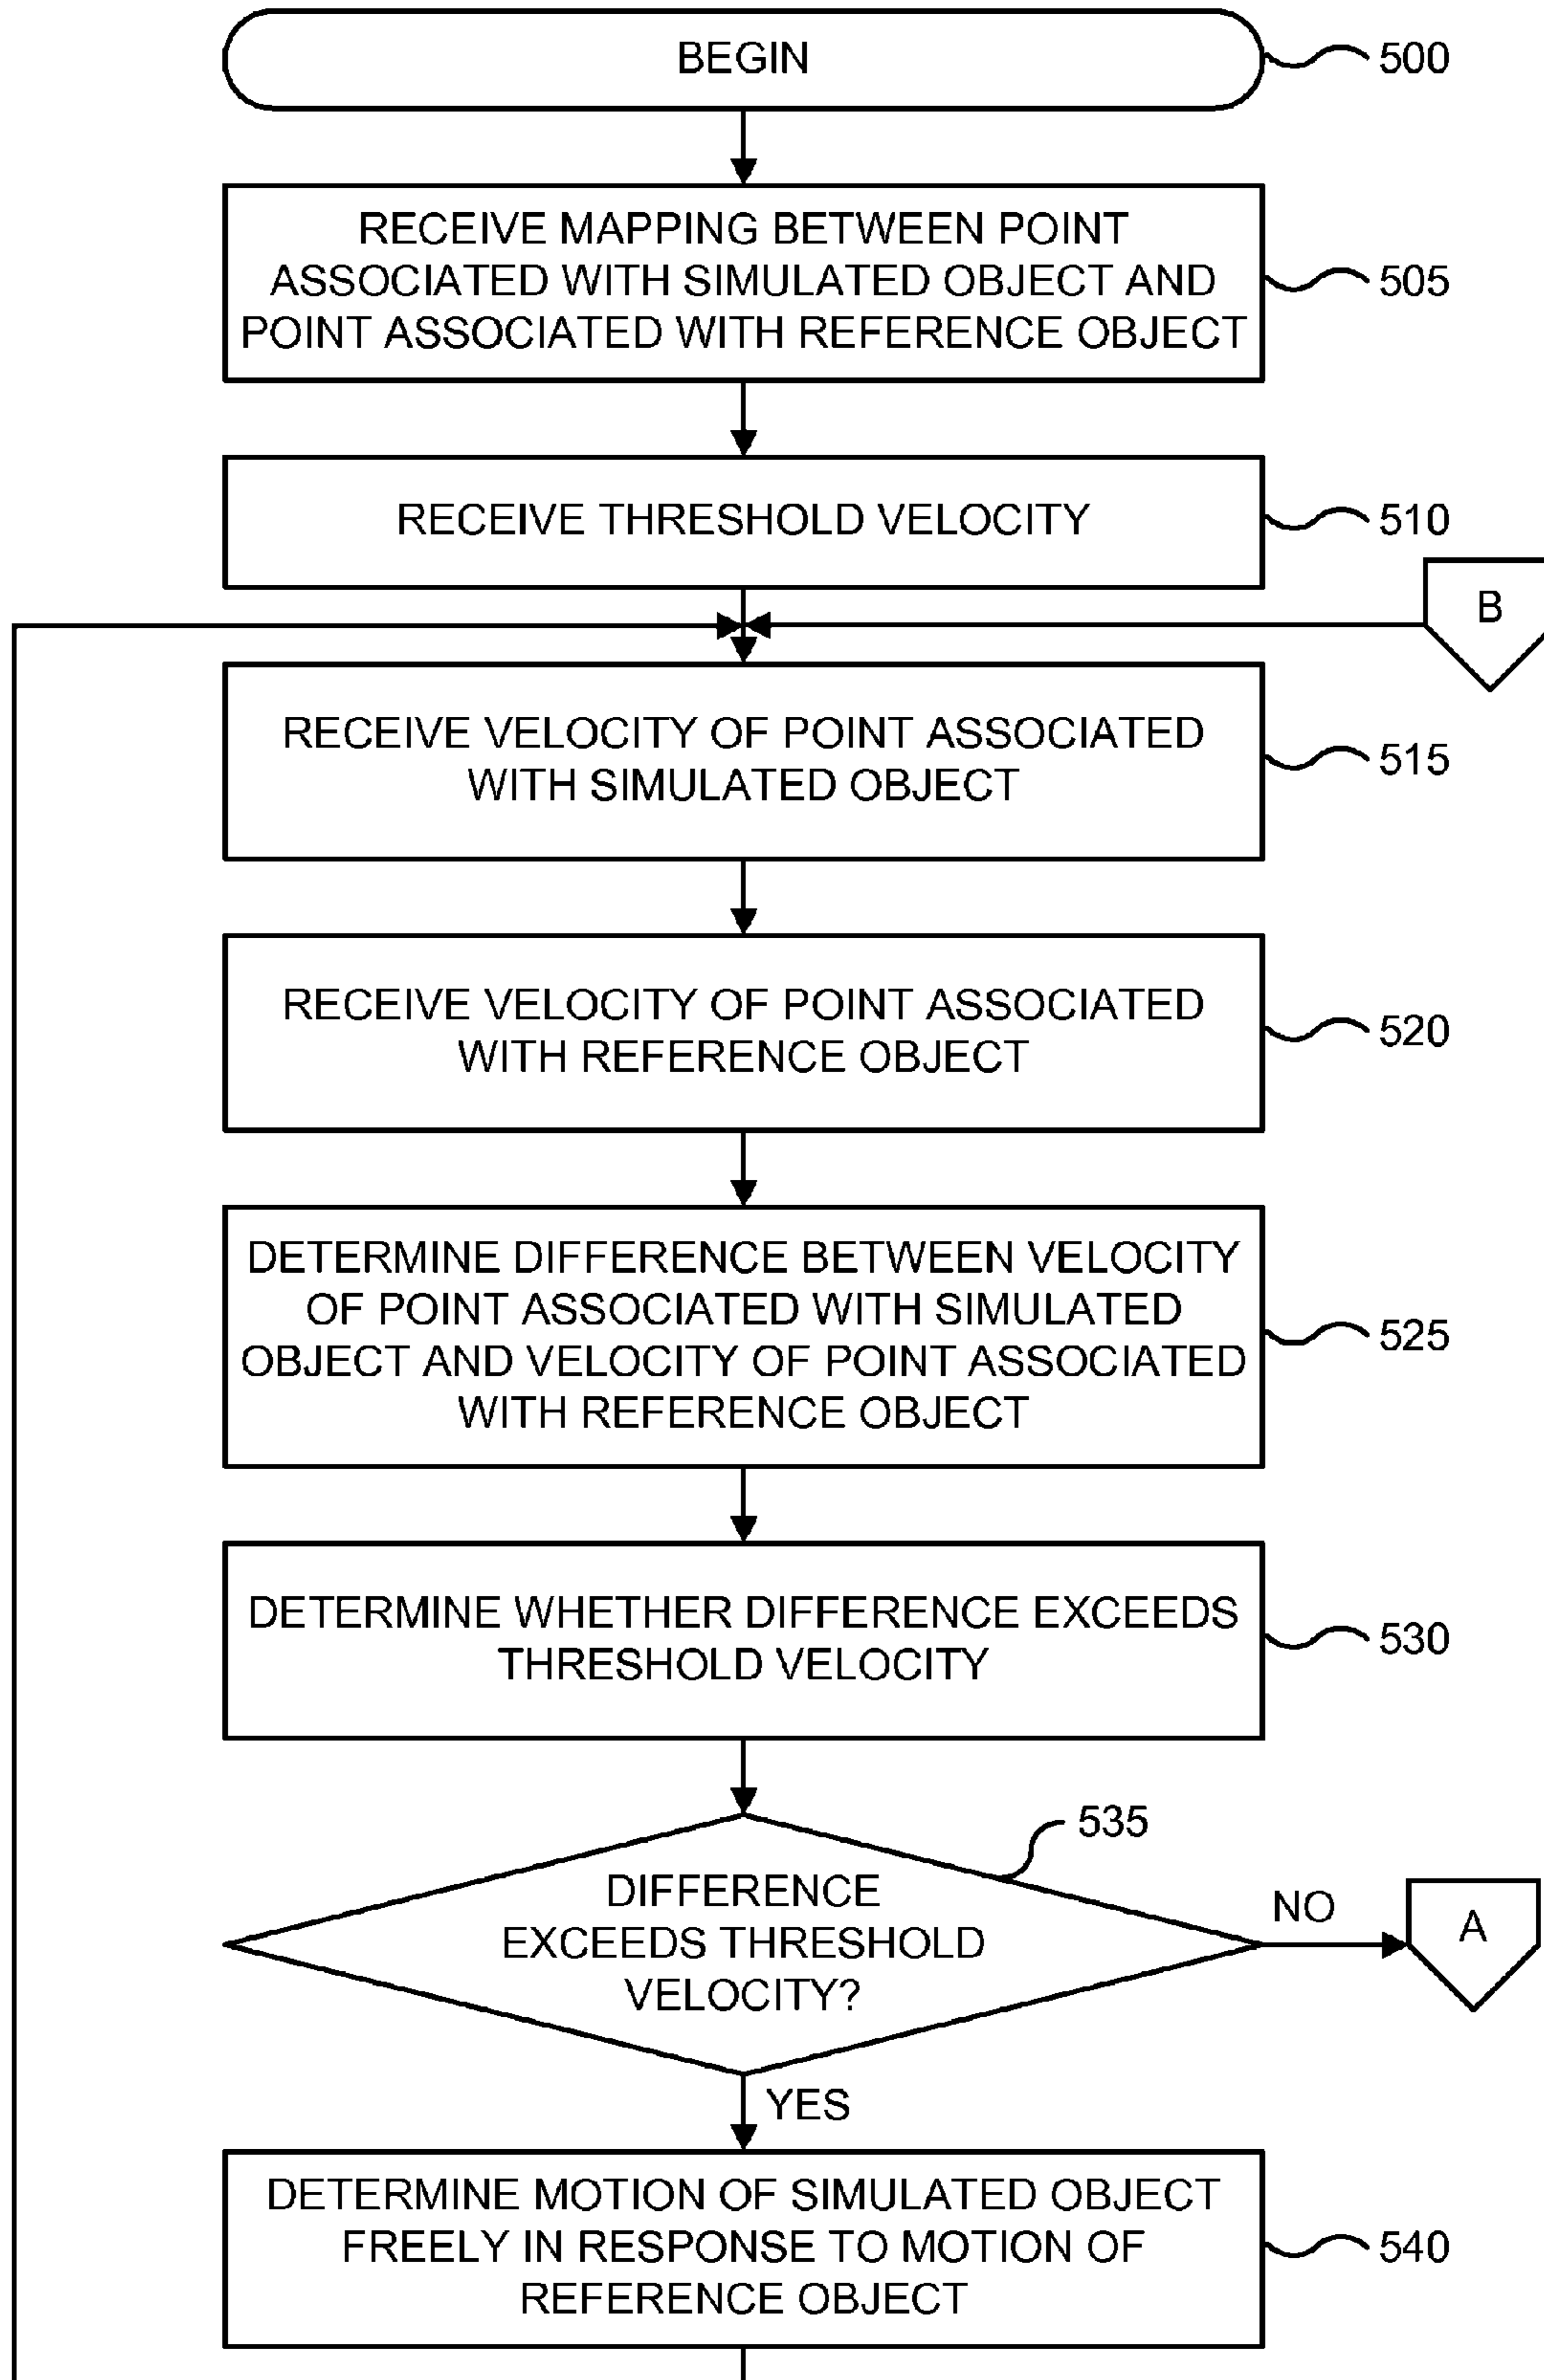 BEGIN
500
RECEIVE MAPPING BETWEEN POINT
ASSOCIATED WITH SIMULATED OBJECT AND
POINT ASSOCIATED WITH REFERENCE OBJECT
505
RECEIVE THRESHOLD VELOCITY
510
B
RECEIVE VELOCITY OF POINT ASSOCIATED
WITH SIMULATED OBJECT
515
RECEIVE VELOCITY OF POINT ASSOCIATED
WITH REFERENCE OBJECT
520
DETERMINE DIFFERENCE BETWEEN VELOCITY
OF POINT ASSOCIATED WITH SIMULATED
OBJECT AND VELOCITY OF POINT ASSOCIATED
WITH REFERENCE OBJECT
525
DETERMINE WHETHER DIFFERENCE EXCEEDS
THRESHOLD VELOCITY
530
535
DIFFERENCE
EXCEEDS THRESHOLD
VELOCITY?
NO
A
YES
DETERMINE MOTION OF SIMULATED OBJECT
FREELY IN RESPONSE TO MOTION OF
REFERENCE OBJECT
540